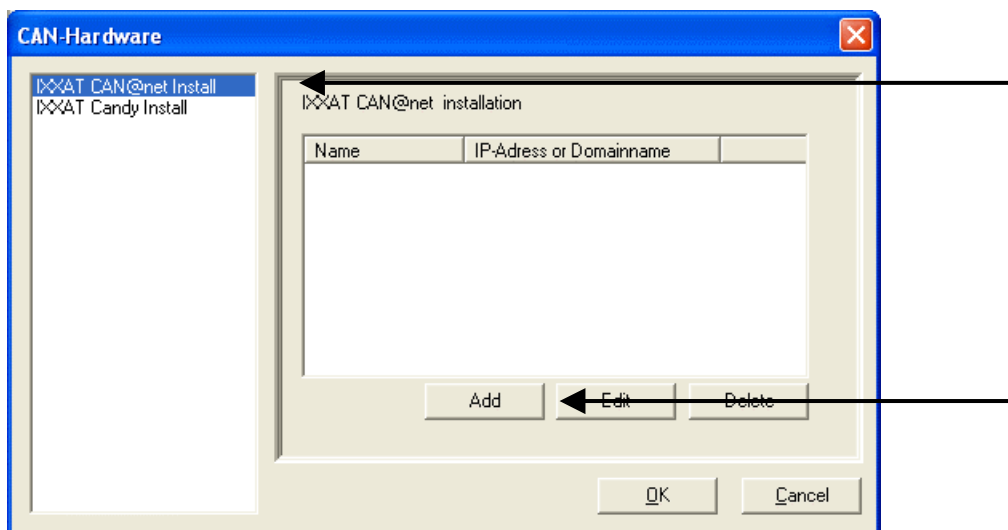 CAN-Hardware
IXXAT CAN@net Install
IXXAT Candy Install
IXXAT CAN@net installation
Name IP-Adress or Domainname
Add Edit Delete
OK Cancel